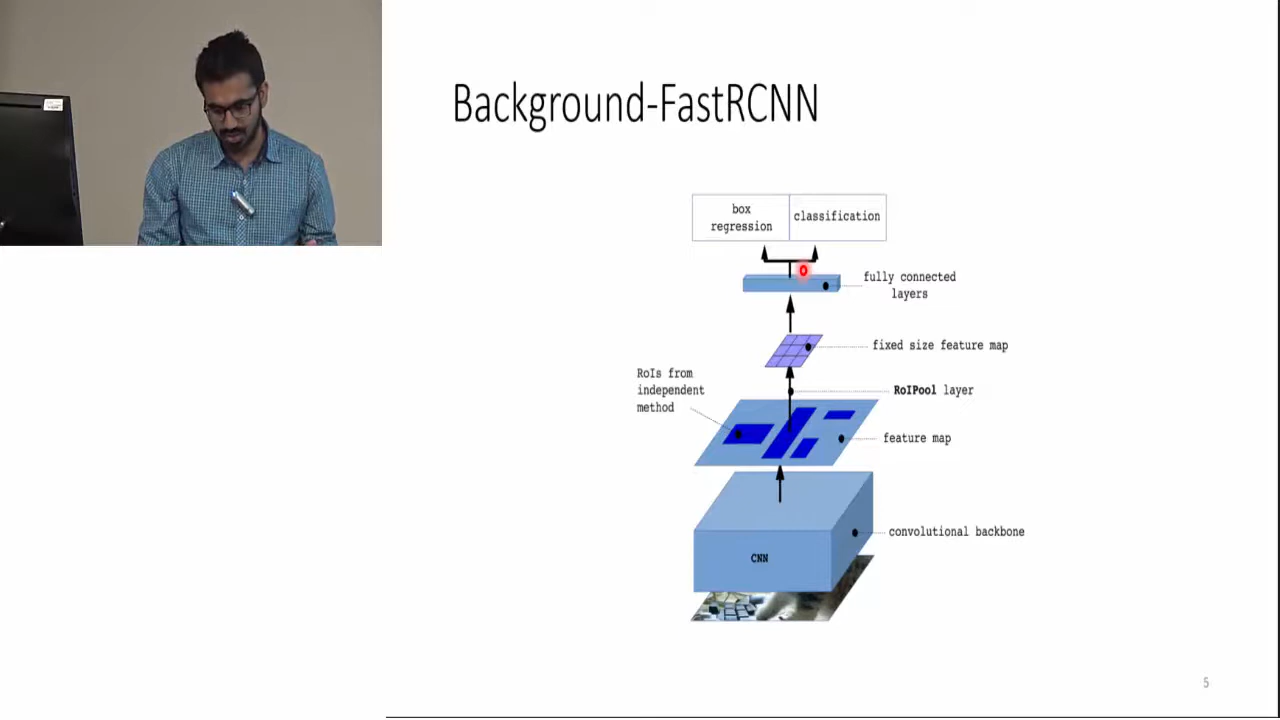 Background-FastRCNN
box
regression
classification
fully connected
layers
fixed size feature map
RoIs from
independent
method
RoIPool layer
feature map
convolutional backbone
CNN
5